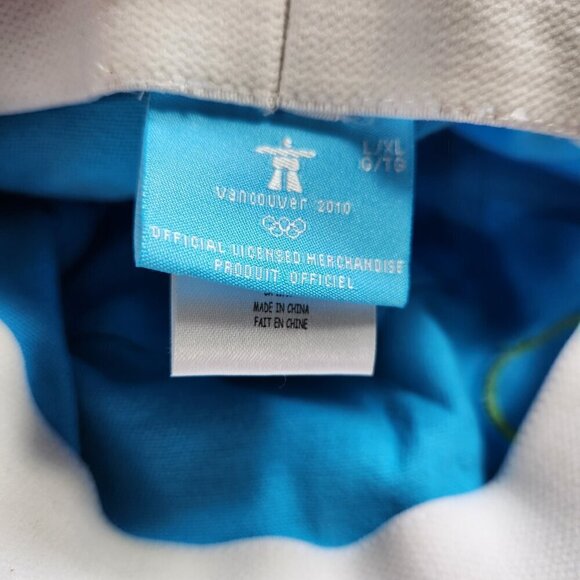 L/XL
G/TG
vancouver 2010
OFFICIAL LICENSED MERCHANDISE
PRODUIT OFFICIEL
MADE IN CHINA
FAIT EN CHINE